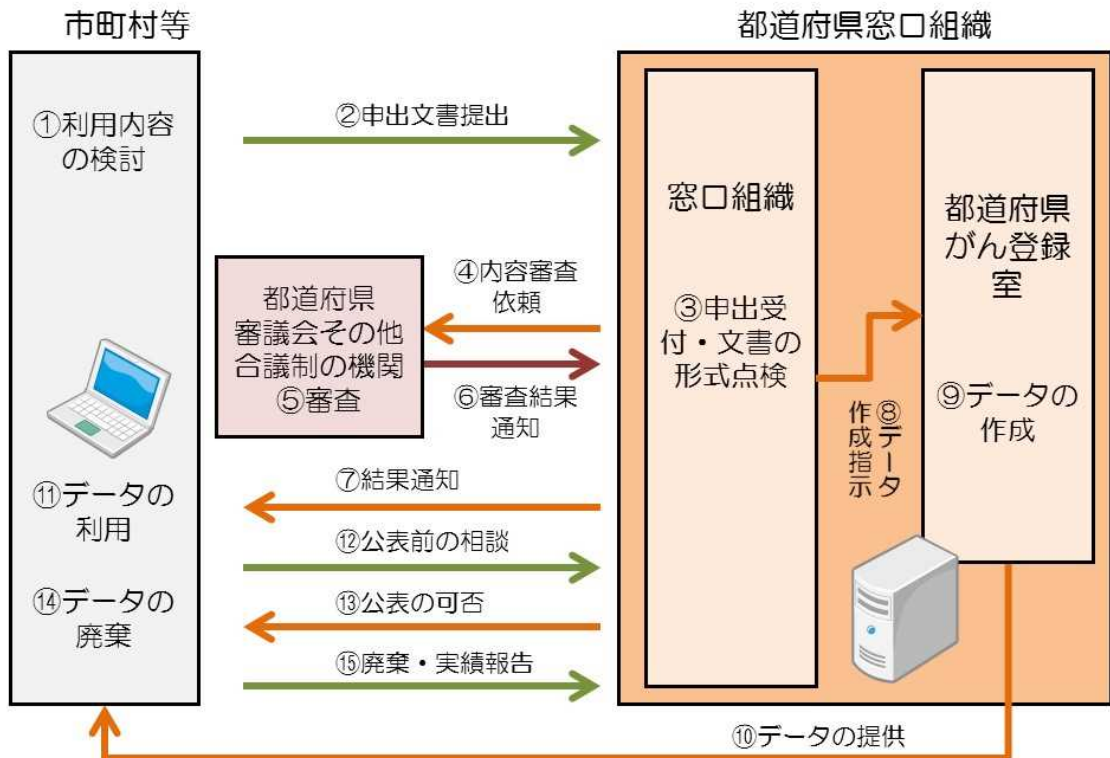 市町村等
都道府県窓口組織
①利用内容
の検討
②申出文書提出
窓口組織
③申出受
付・文書の
形式点検
都道府県
がん登録
室
④内容審査
依頼
都道府県
審議会その他
合議制の機関
⑤審査
⑥審査結果
通知
⑦結果通知
⑧データ
作成指示
⑨データの
作成
⑩データの提供
⑪データの
利用
⑫公表前の相談
⑬公表の可否
⑭データの
廃棄
⑮廃棄・実績報告